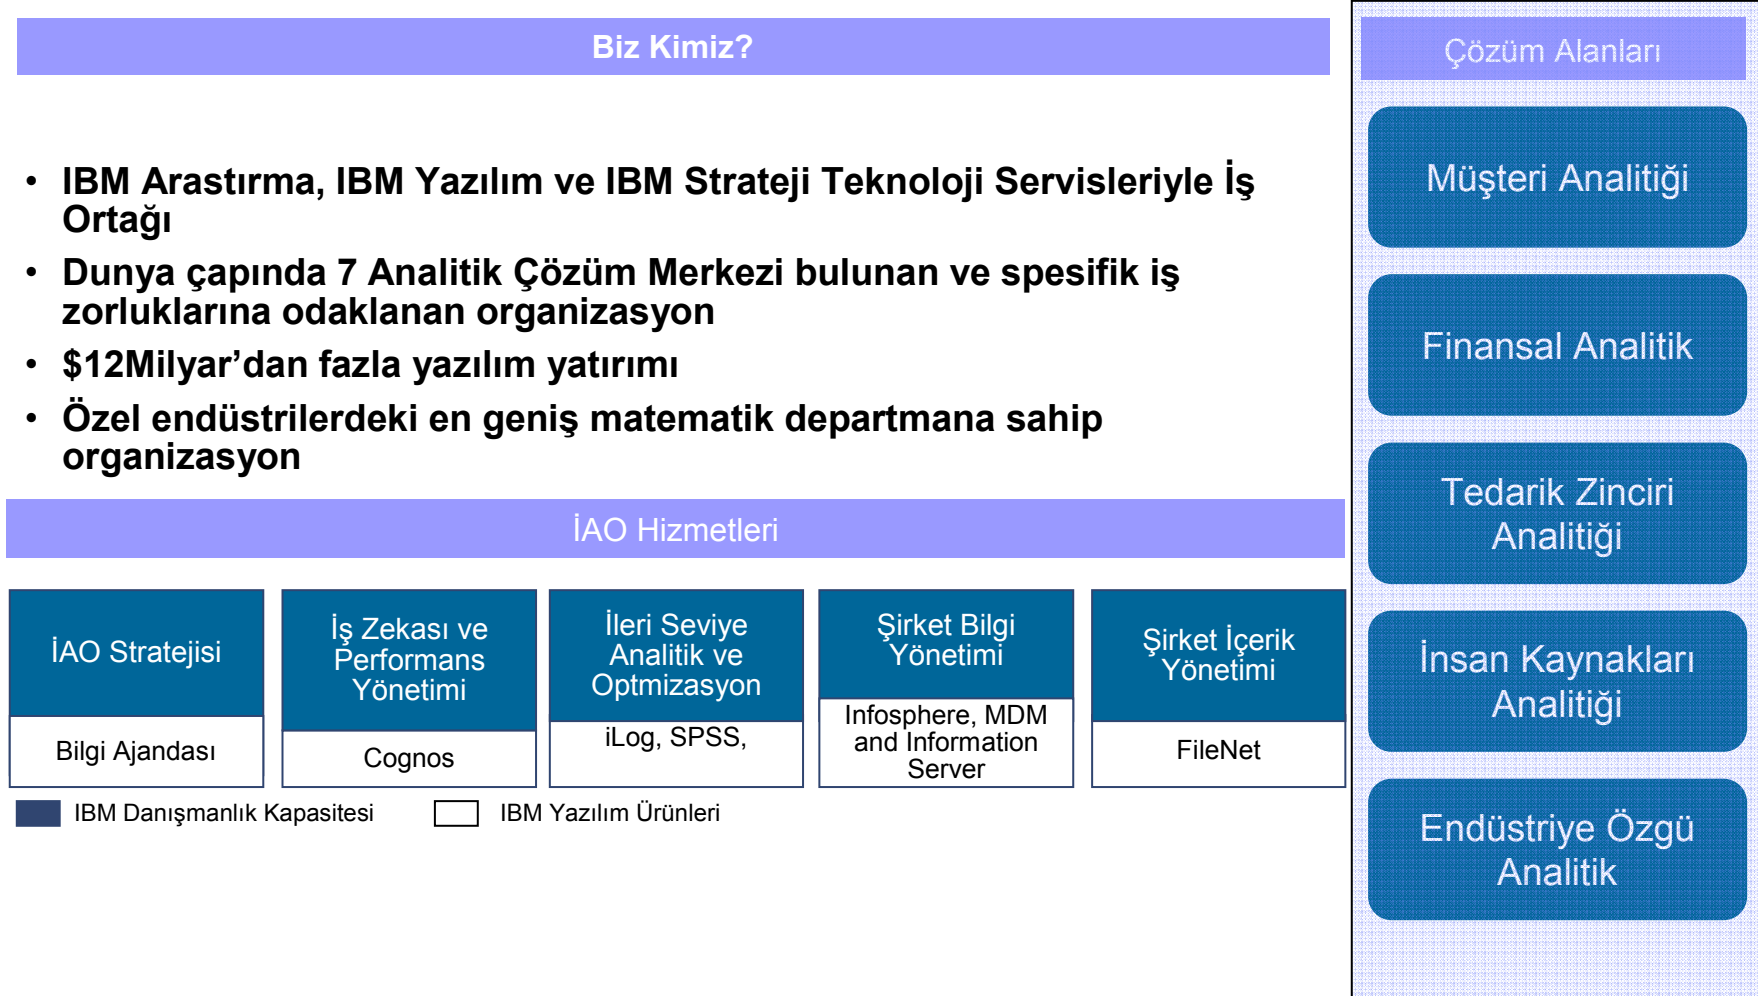 Biz Kimiz?
• IBM Arastırma, IBM Yazılım ve IBM Strateji Teknoloji Servisleriyle İş
Ortağı
• Dunya çapında 7 Analitik Çözüm Merkezi bulunan ve spesifik iş
zorluklarına odaklanan organizasyon
• $12Milyar’dan fazla yazılım yatırımı
• Özel endüstrilerdeki en geniş matematik departmana sahip
organizasyon
İAO Hizmetleri
İAO Stratejisi
Bilgi Ajandası
İş Zekası ve
Performans
Yönetimi
Cognos
İleri Seviye
Analitik ve
Optmizasyon
iLog, SPSS,
Şirket Bilgi
Yönetimi
Infosphere, MDM
and Information
Server
Şirket İçerik
Yönetimi
FileNet
IBM Danışmanlık Kapasitesi
IBM Yazılım Ürünleri
Çözüm Alanları
Müşteri Analitiği
Finansal Analitik
Tedarik Zinciri
Analitiği
İnsan Kaynakları
Analitiği
Endüstriye Özgü
Analitik